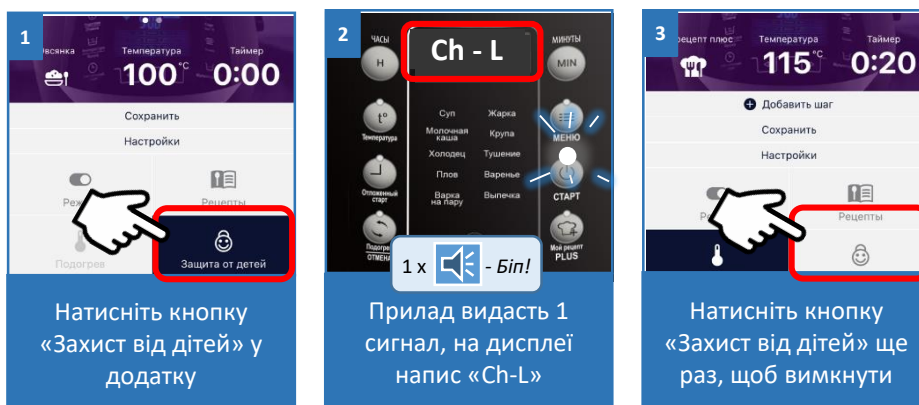 1
Овсянка
Температура
100 °C
Таймер
0:00
Сохранить
Настройки
Рецепты
Подогрев
Защита от детей
Натисніть кнопку
«Захист від дітей» у
додатку
2
ЧАСЫ
H
Ch - L
МИНУТЫ
MIN
t°
Температура
Суп
Жарка
МЕНЮ
Молочная
каша
Крупа
Холодец
Тушение
Отложенный
старт
Плов
Варенье
СТАРТ
Варка
на пару
Выпечка
Подогрев
ОТМЕНА
Мой рецепт
PLUS
1 x
- Біп!
Прилад видасть 1
сигнал, на дисплеї
напис «Ch-L»
3
рецепт плюс
Температура
115 °C
Таймер
0:20
Добавить шаг
Сохранить
Настройки
Рецепты
Натисніть кнопку
«Захист від дітей» ще
раз, щоб вимкнути